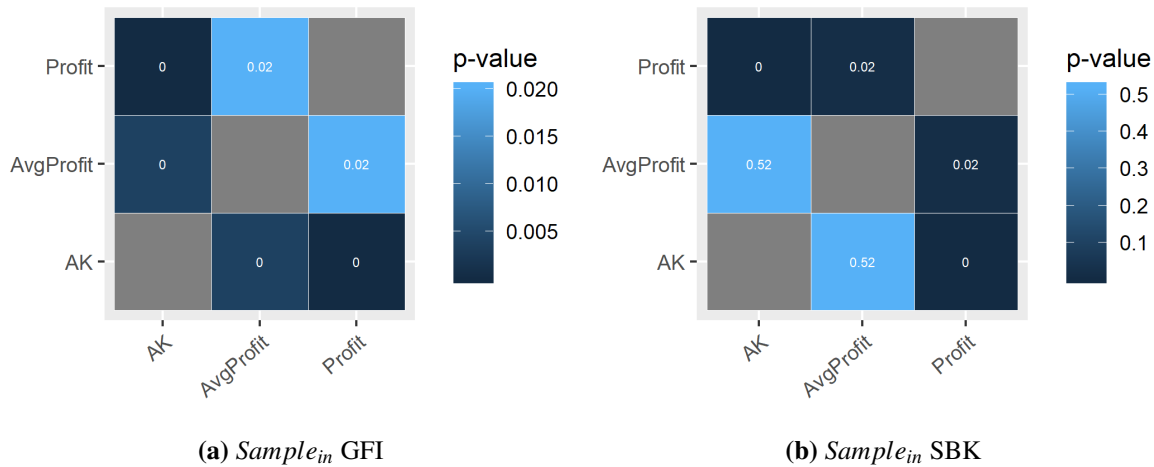 Profit
AvgProfit
AK
0
0.02
0
0.02
0
0
AK
AvgProfit
Profit
p-value
0.020
0.015
0.010
0.005
(a) Sample_in GFI
Profit
AvgProfit
AK
0
0.02
0.52
0.02
0.52
0
AK
AvgProfit
Profit
p-value
0.5
0.4
0.3
0.2
0.1
(b) Sample_in SBK